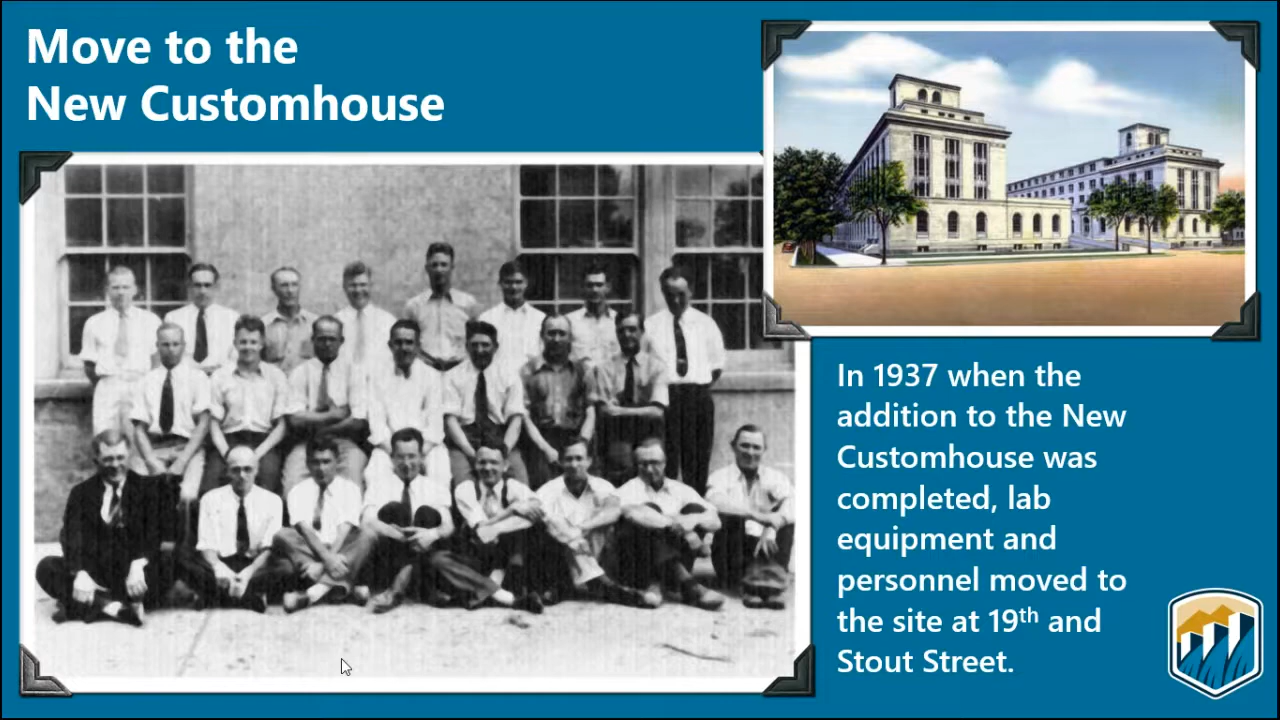 Move to the
New Customhouse
In 1937 when the
addition to the New
Customhouse was
completed, lab
equipment and
personnel moved to
the site at 19th and
Stout Street.